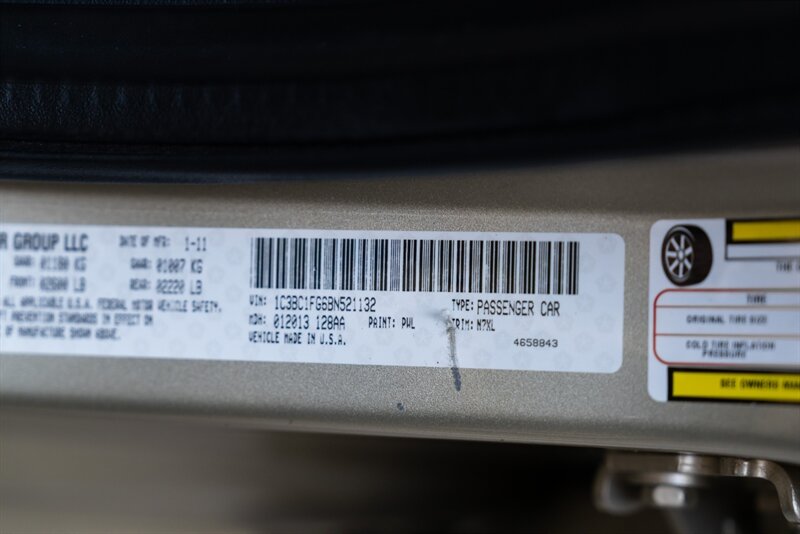 R GROUP LLC
DATE OF MFR: 1-11
GAWR: 01180 KG
GAWR: 01007 KG
FRONT: 02600 LB
REAR: 02220 LB
ALL APPLICABLE U.S.A. FEDERAL MOTOR VEHICLE SAFETY,
PREVENTION STANDARDS IN EFFECT ON
OF MANUFACTURE SHOWN ABOVE.
VIN: 1C3BC1FG6BN521132
TYPE: PASSENGER CAR
MDH: 012013 128AA
PAINT: PWL
TRIM: N7XL
VEHICLE MADE IN U.S.A.
4658843
TIRE
ORIGINAL TIRE SIZE
COLD TIRE INFLATION
PRESSURE
SEE OWNERS MAN